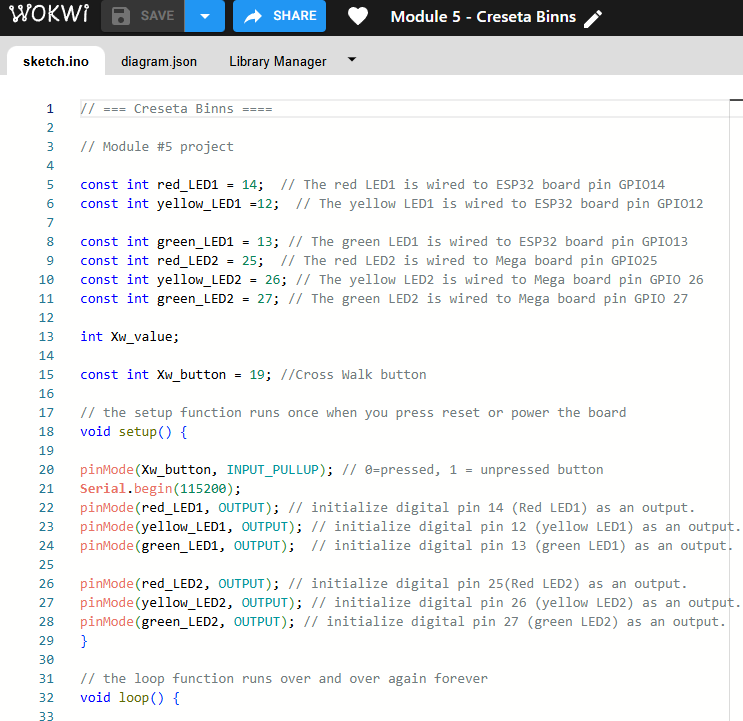 WOKWI SAVE SHARE Module 5 - Creseta Binns
sketch.ino diagram.json Library Manager
1 // === Creseta Binns ====
2
3 // Module #5 project
4
5 const int red_LED1 = 14;  // The red LED1 is wired to ESP32 board pin GPIO14
6 const int yellow_LED1 =12;  // The yellow LED1 is wired to ESP32 board pin GPIO12
7
8 const int green_LED1 = 13; // The green LED1 is wired to ESP32 board pin GPIO13
9 const int red_LED2 = 25;  // The red LED2 is wired to Mega board pin GPIO25
10 const int yellow_LED2 = 26; // The yellow LED2 is wired to Mega board pin GPIO 26
11 const int green_LED2 = 27; // The green LED2 is wired to Mega board pin GPIO 27
12
13 int Xw_value;
14
15 const int Xw_button = 19; //Cross Walk button
16
17 // the setup function runs once when you press reset or power the board
18 void setup() {
19
20 pinMode(Xw_button, INPUT_PULLUP); // 0=pressed, 1 = unpressed button
21 Serial.begin(115200);
22 pinMode(red_LED1, OUTPUT); // initialize digital pin 14 (Red LED1) as an output.
23 pinMode(yellow_LED1, OUTPUT); // initialize digital pin 12 (yellow LED1) as an output.
24 pinMode(green_LED1, OUTPUT);  // initialize digital pin 13 (green LED1) as an output.
25
26 pinMode(red_LED2, OUTPUT); // initialize digital pin 25(Red LED2) as an output.
27 pinMode(yellow_LED2, OUTPUT); // initialize digital pin 26 (yellow LED2) as an output.
28 pinMode(green_LED2, OUTPUT); // initialize digital pin 27 (green LED2) as an output.
29 }
30
31 // the loop function runs over and over again forever
32 void loop() {
33